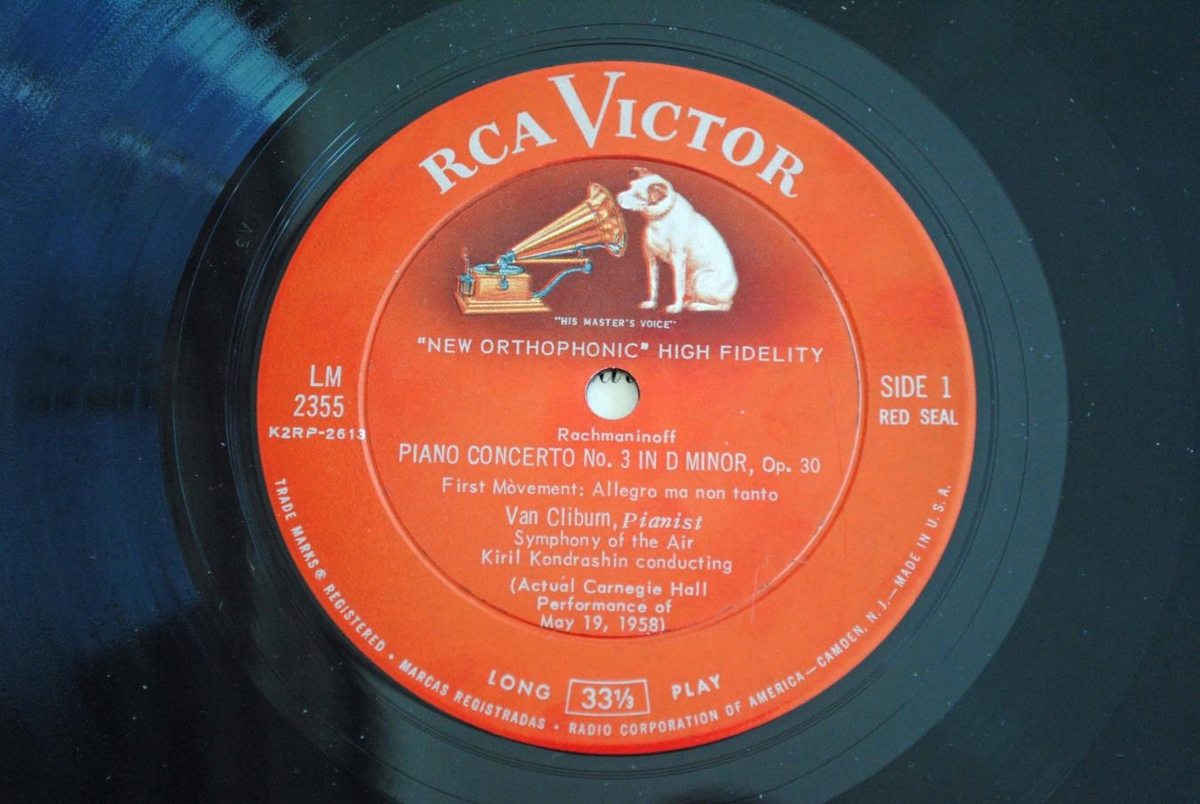 RCA VICTOR
"HIS MASTER'S VOICE"
"NEW ORTHOPHONIC" HIGH FIDELITY
LM
2355
K2RP-2613
SIDE 1
RED SEAL
Rachmaninoff
PIANO CONCERTO No. 3 IN D MINOR, Op. 30
First Mòvement: Allegro ma non tanto
Van Cliburn, Pianist
Symphony of the Air
Kiril Kondrashin conducting
(Actuál Carnegie Hall
Performance of
May 19, 1958)
LONG 33⅓ PLAY
TRADE MARKS® REGISTERED • MARCAS REGISTRADAS • RADIO CORPORATION OF AMERICA—CAMDEN, N. J.—MADE IN U. S. A.